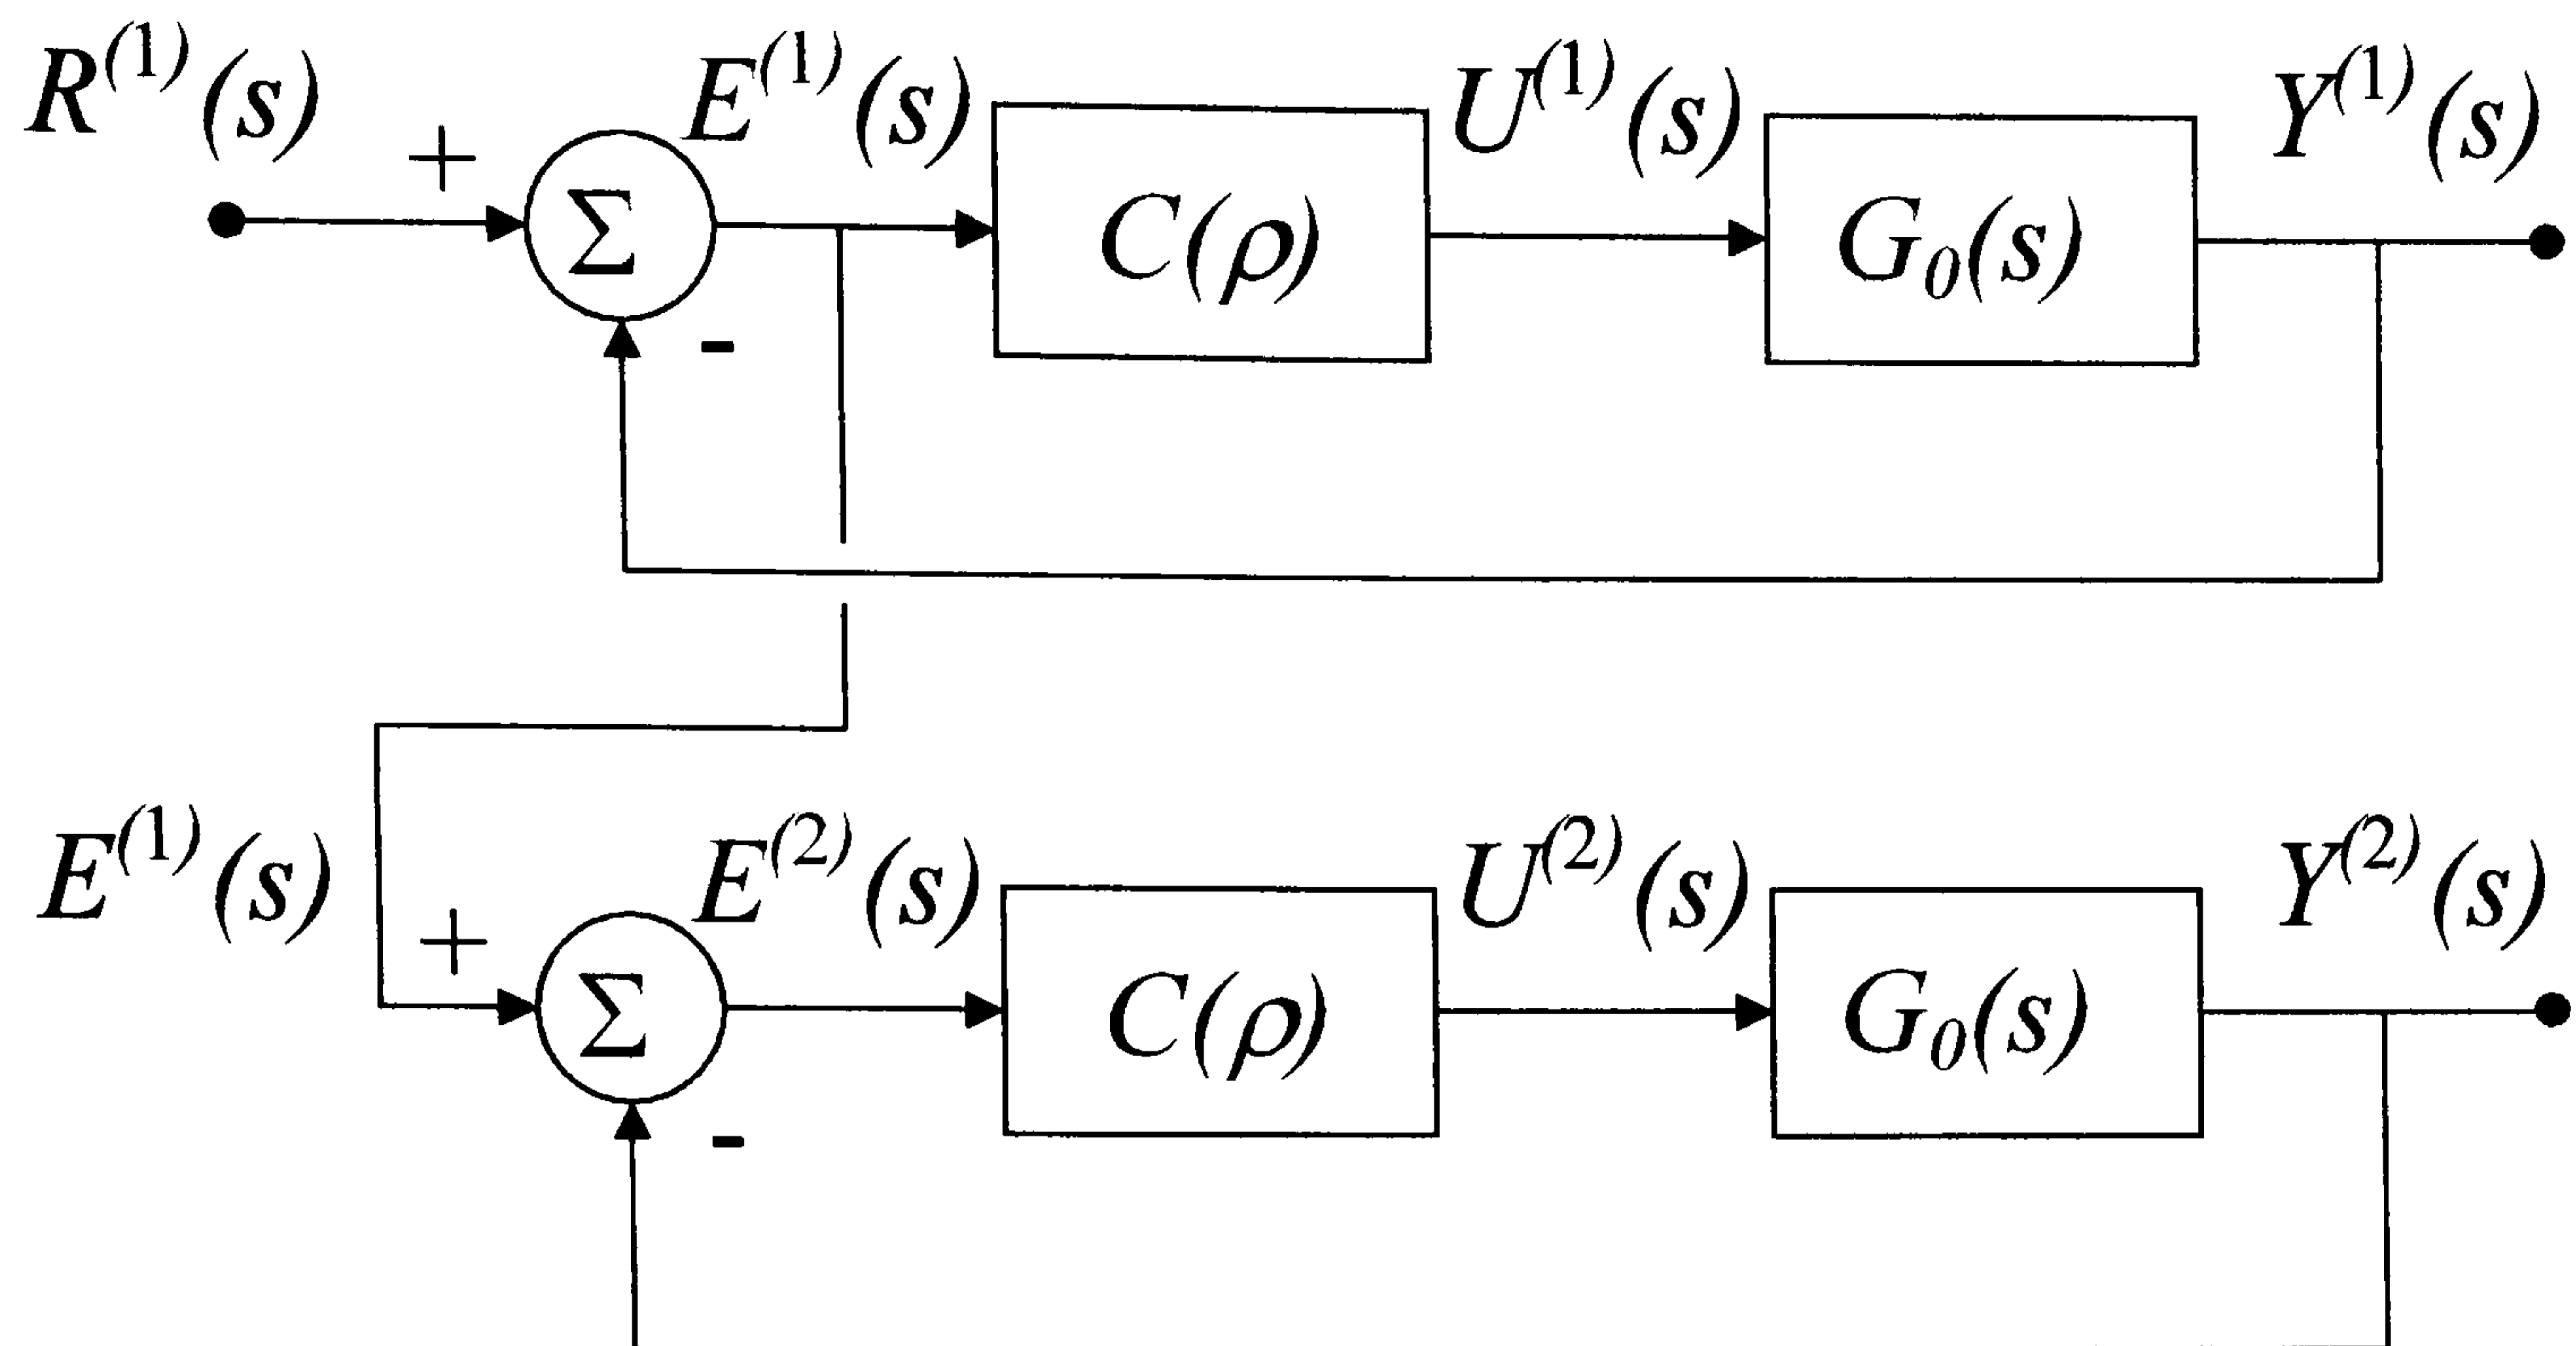 R^{(1)}(s) E^{(1)}(s) U^{(1)}(s) Y^{(1)}(s)
+
Σ C(ρ) G_0(s)
-
E^{(1)}(s) E^{(2)}(s) U^{(2)}(s) Y^{(2)}(s)
+
Σ C(ρ) G_0(s)
-